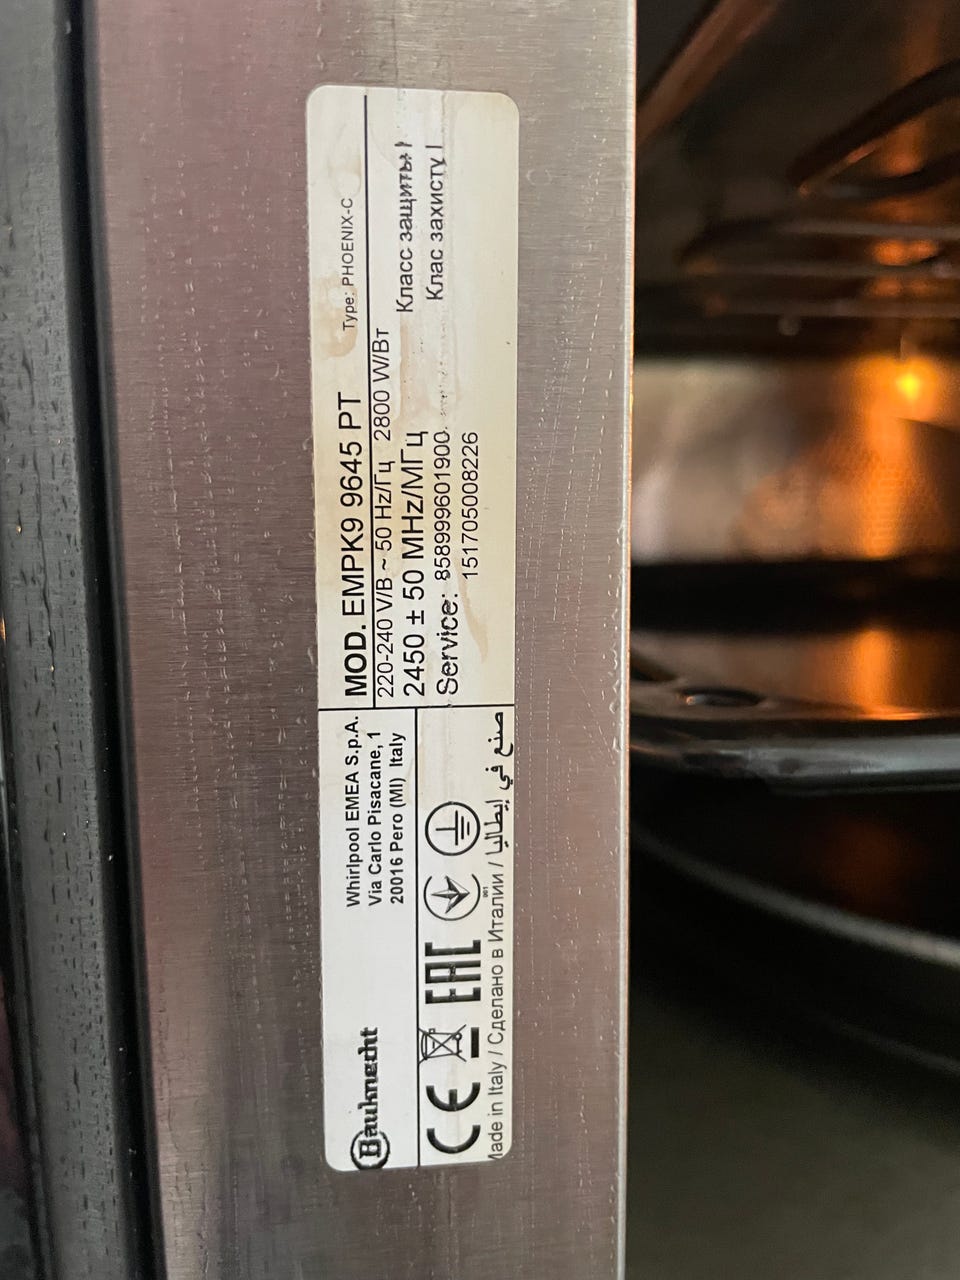 Bauknecht
Whirlpool EMEA S.p.A.
Via Carlo Pisacane, 1
20016 Pero (MI) Italy
CE EAC
001
Made in Italy / Сделано в Италии / صنع في إيطاليا
MOD. EMPK9 9645 PT Type: PHOENIX-C
220-240 V/B ~ 50 Hz/Гц 2800 W/Вт
2450 ± 50 MHz/МГц Класс защиты I
Service: 858999601900 Клас захисту I
151705008226